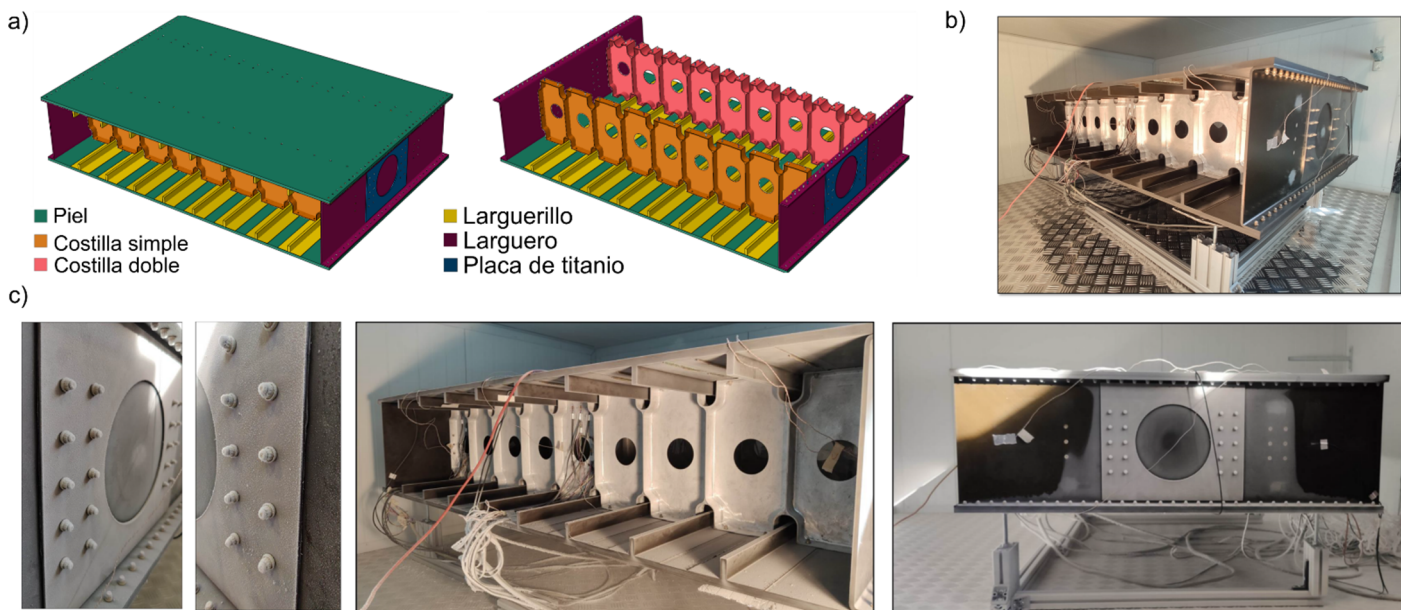 a)
b)
Piel
Costilla simple
Costilla doble
Larguerillo
Larguero
Placa de titanio
c)